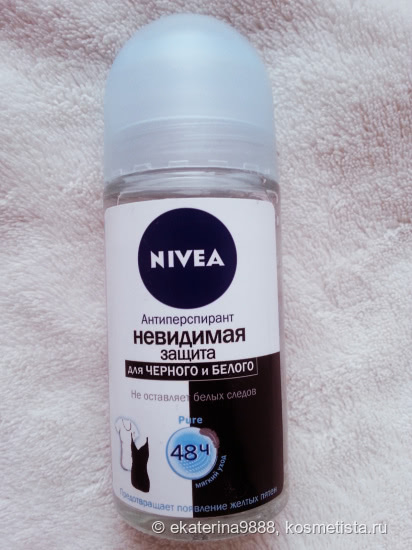 NIVEA
Антиперспирант
невидимая
защита
для ЧЕРНОГО и БЕЛОГО
Не оставляет белых следов
Pure
48ч
мягкий уход
Предотвращает появление желтых пятен
© ekaterina9888, kosmetista.ru